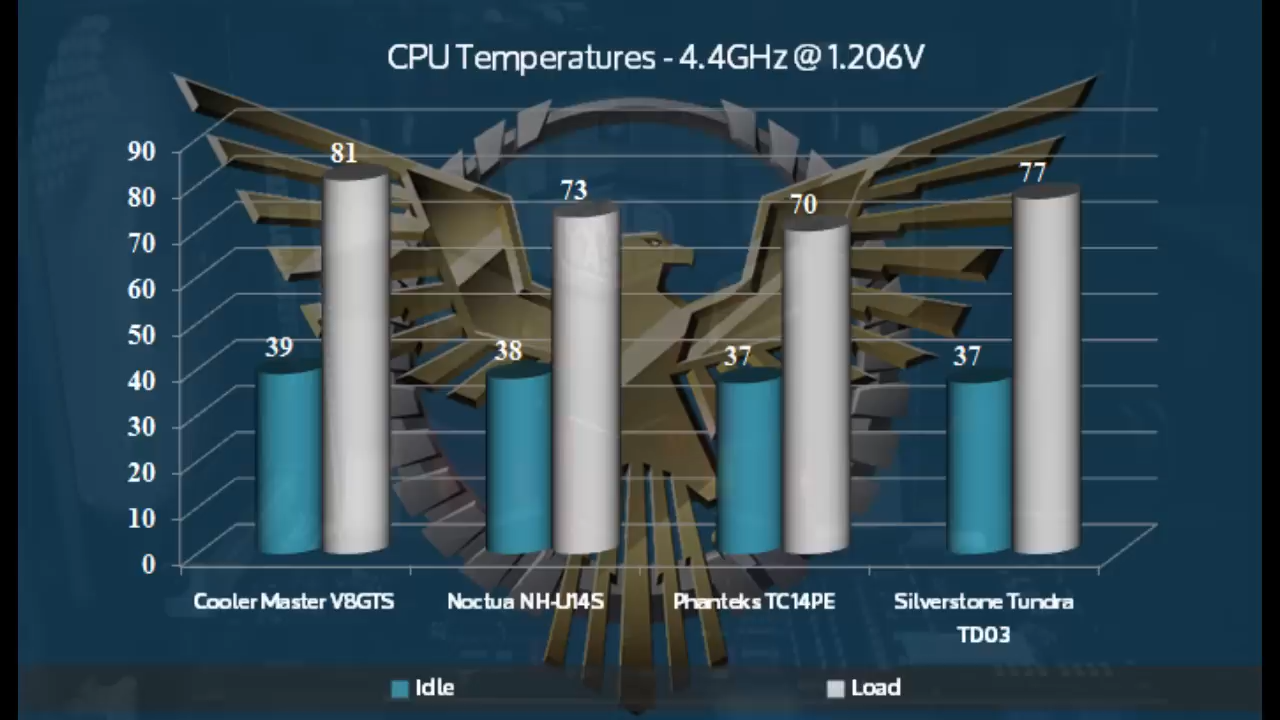 CPU Temperatures - 4.4GHz @ 1.206V
90
80
70
60
50
40
30
20
10
0
39
81
38
73
37
70
37
77
Cooler Master V8GTS
Noctua NH-U14S
Phanteks TC14PE
Silverstone Tundra
TD03
Idle
Load